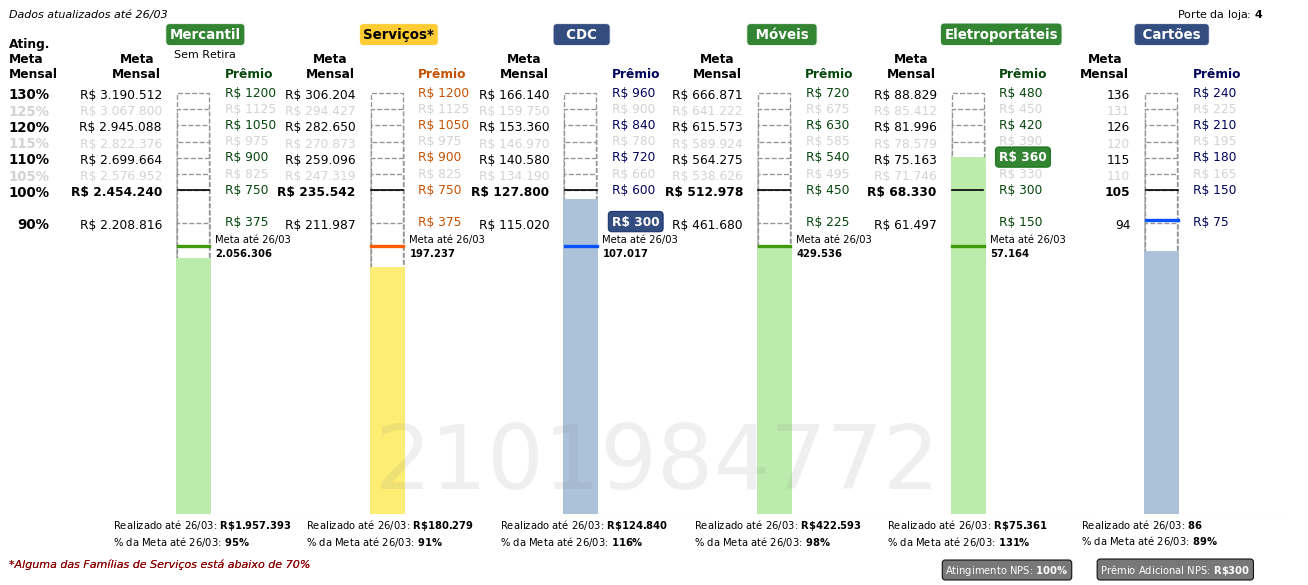 Dados atualizados até 26/03 Porte da loja: 4
Mercantil Serviços* CDC Móveis Eletroportáteis Cartões
Sem Retira
Ating. Meta Mensal Meta Mensal Prêmio Meta Mensal Prêmio Meta Mensal Prêmio Meta Mensal Prêmio Meta Mensal Prêmio Meta Mensal Prêmio
130% R$ 3.190.512 R$ 1200 R$ 306.204 R$ 1200 R$ 166.140 R$ 960 R$ 666.871 R$ 720 R$ 88.829 R$ 480 136 R$ 240
125% R$ 3.067.800 R$ 1125 R$ 294.427 R$ 1125 R$ 159.750 R$ 900 R$ 641.222 R$ 675 R$ 85.412 R$ 450 131 R$ 225
120% R$ 2.945.088 R$ 1050 R$ 282.650 R$ 1050 R$ 153.360 R$ 840 R$ 615.573 R$ 630 R$ 81.996 R$ 420 126 R$ 210
115% R$ 2.822.376 R$ 975 R$ 270.873 R$ 975 R$ 146.970 R$ 780 R$ 589.924 R$ 585 R$ 78.579 R$ 390 120 R$ 195
110% R$ 2.699.664 R$ 900 R$ 259.096 R$ 900 R$ 140.580 R$ 720 R$ 564.275 R$ 540 R$ 75.163 R$ 360 115 R$ 180
105% R$ 2.576.952 R$ 825 R$ 247.319 R$ 825 R$ 134.190 R$ 660 R$ 538.626 R$ 495 R$ 71.746 R$ 330 110 R$ 165
100% R$ 2.454.240 R$ 750 R$ 235.542 R$ 750 R$ 127.800 R$ 600 R$ 512.978 R$ 450 R$ 68.330 R$ 300 105 R$ 150
90% R$ 2.208.816 R$ 375 R$ 211.987 R$ 375 R$ 115.020 R$ 300 R$ 461.680 R$ 225 R$ 61.497 R$ 150 94 R$ 75
Meta até 26/03 Meta até 26/03 Meta até 26/03 Meta até 26/03 Meta até 26/03
2.056.306 197.237 107.017 429.536 57.164
2101984772
Realizado até 26/03: R$1.957.393 Realizado até 26/03: R$180.279 Realizado até 26/03: R$124.840 Realizado até 26/03: R$422.593 Realizado até 26/03: R$75.361 Realizado até 26/03: 86
% da Meta até 26/03: 95% % da Meta até 26/03: 91% % da Meta até 26/03: 116% % da Meta até 26/03: 98% % da Meta até 26/03: 131% % da Meta até 26/03: 89%
*Alguma das Famílias de Serviços está abaixo de 70% Atingimento NPS: 100% Prêmio Adicional NPS: R$300